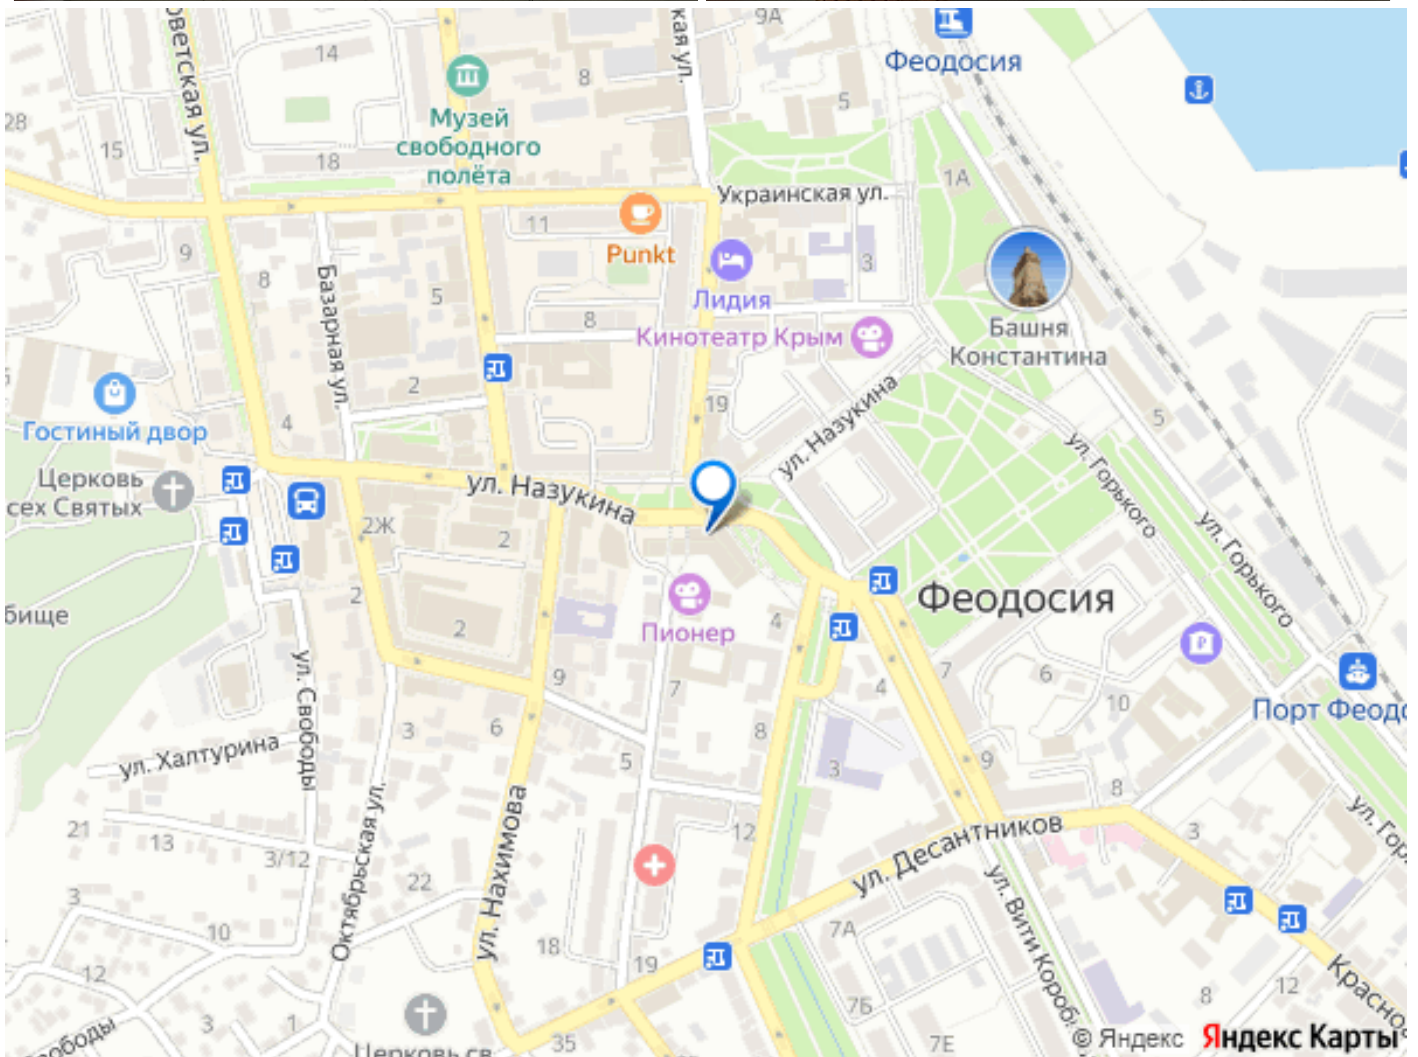 9А
кая ул.
Феодосия
оветская ул.
14
8
5
Музей
свободного
полёта
28
15
18
1А
Украинская ул.
11
Punkt
9
8
Базарная ул.
5
3
Лидия
8
Кинотеатр Крым
Башня
Константина
2
4
19
ул. Назукина
5
Гостиный двор
ул. Горького
Церковь
сех Святых
ул. Назукина
ул. Горького
2Ж
2
2
бище
2
Пионер
4
Феодосия
7
6
10
Порт Феодо
9
7
4
ул. Свободы
3
6
8
ул. Халтурина
5
3
9
8
ул. Гор
21
13
3/12
12
ул. Десантников
3
Октябрьская ул.
22
ул. Нахимова
3
10
18
19
7А
ул. Вити Короб
12
7Б
8
12
Красно
вободы
3
1
Церковь св
35
7Е
© Яндекс Яндекс Карты